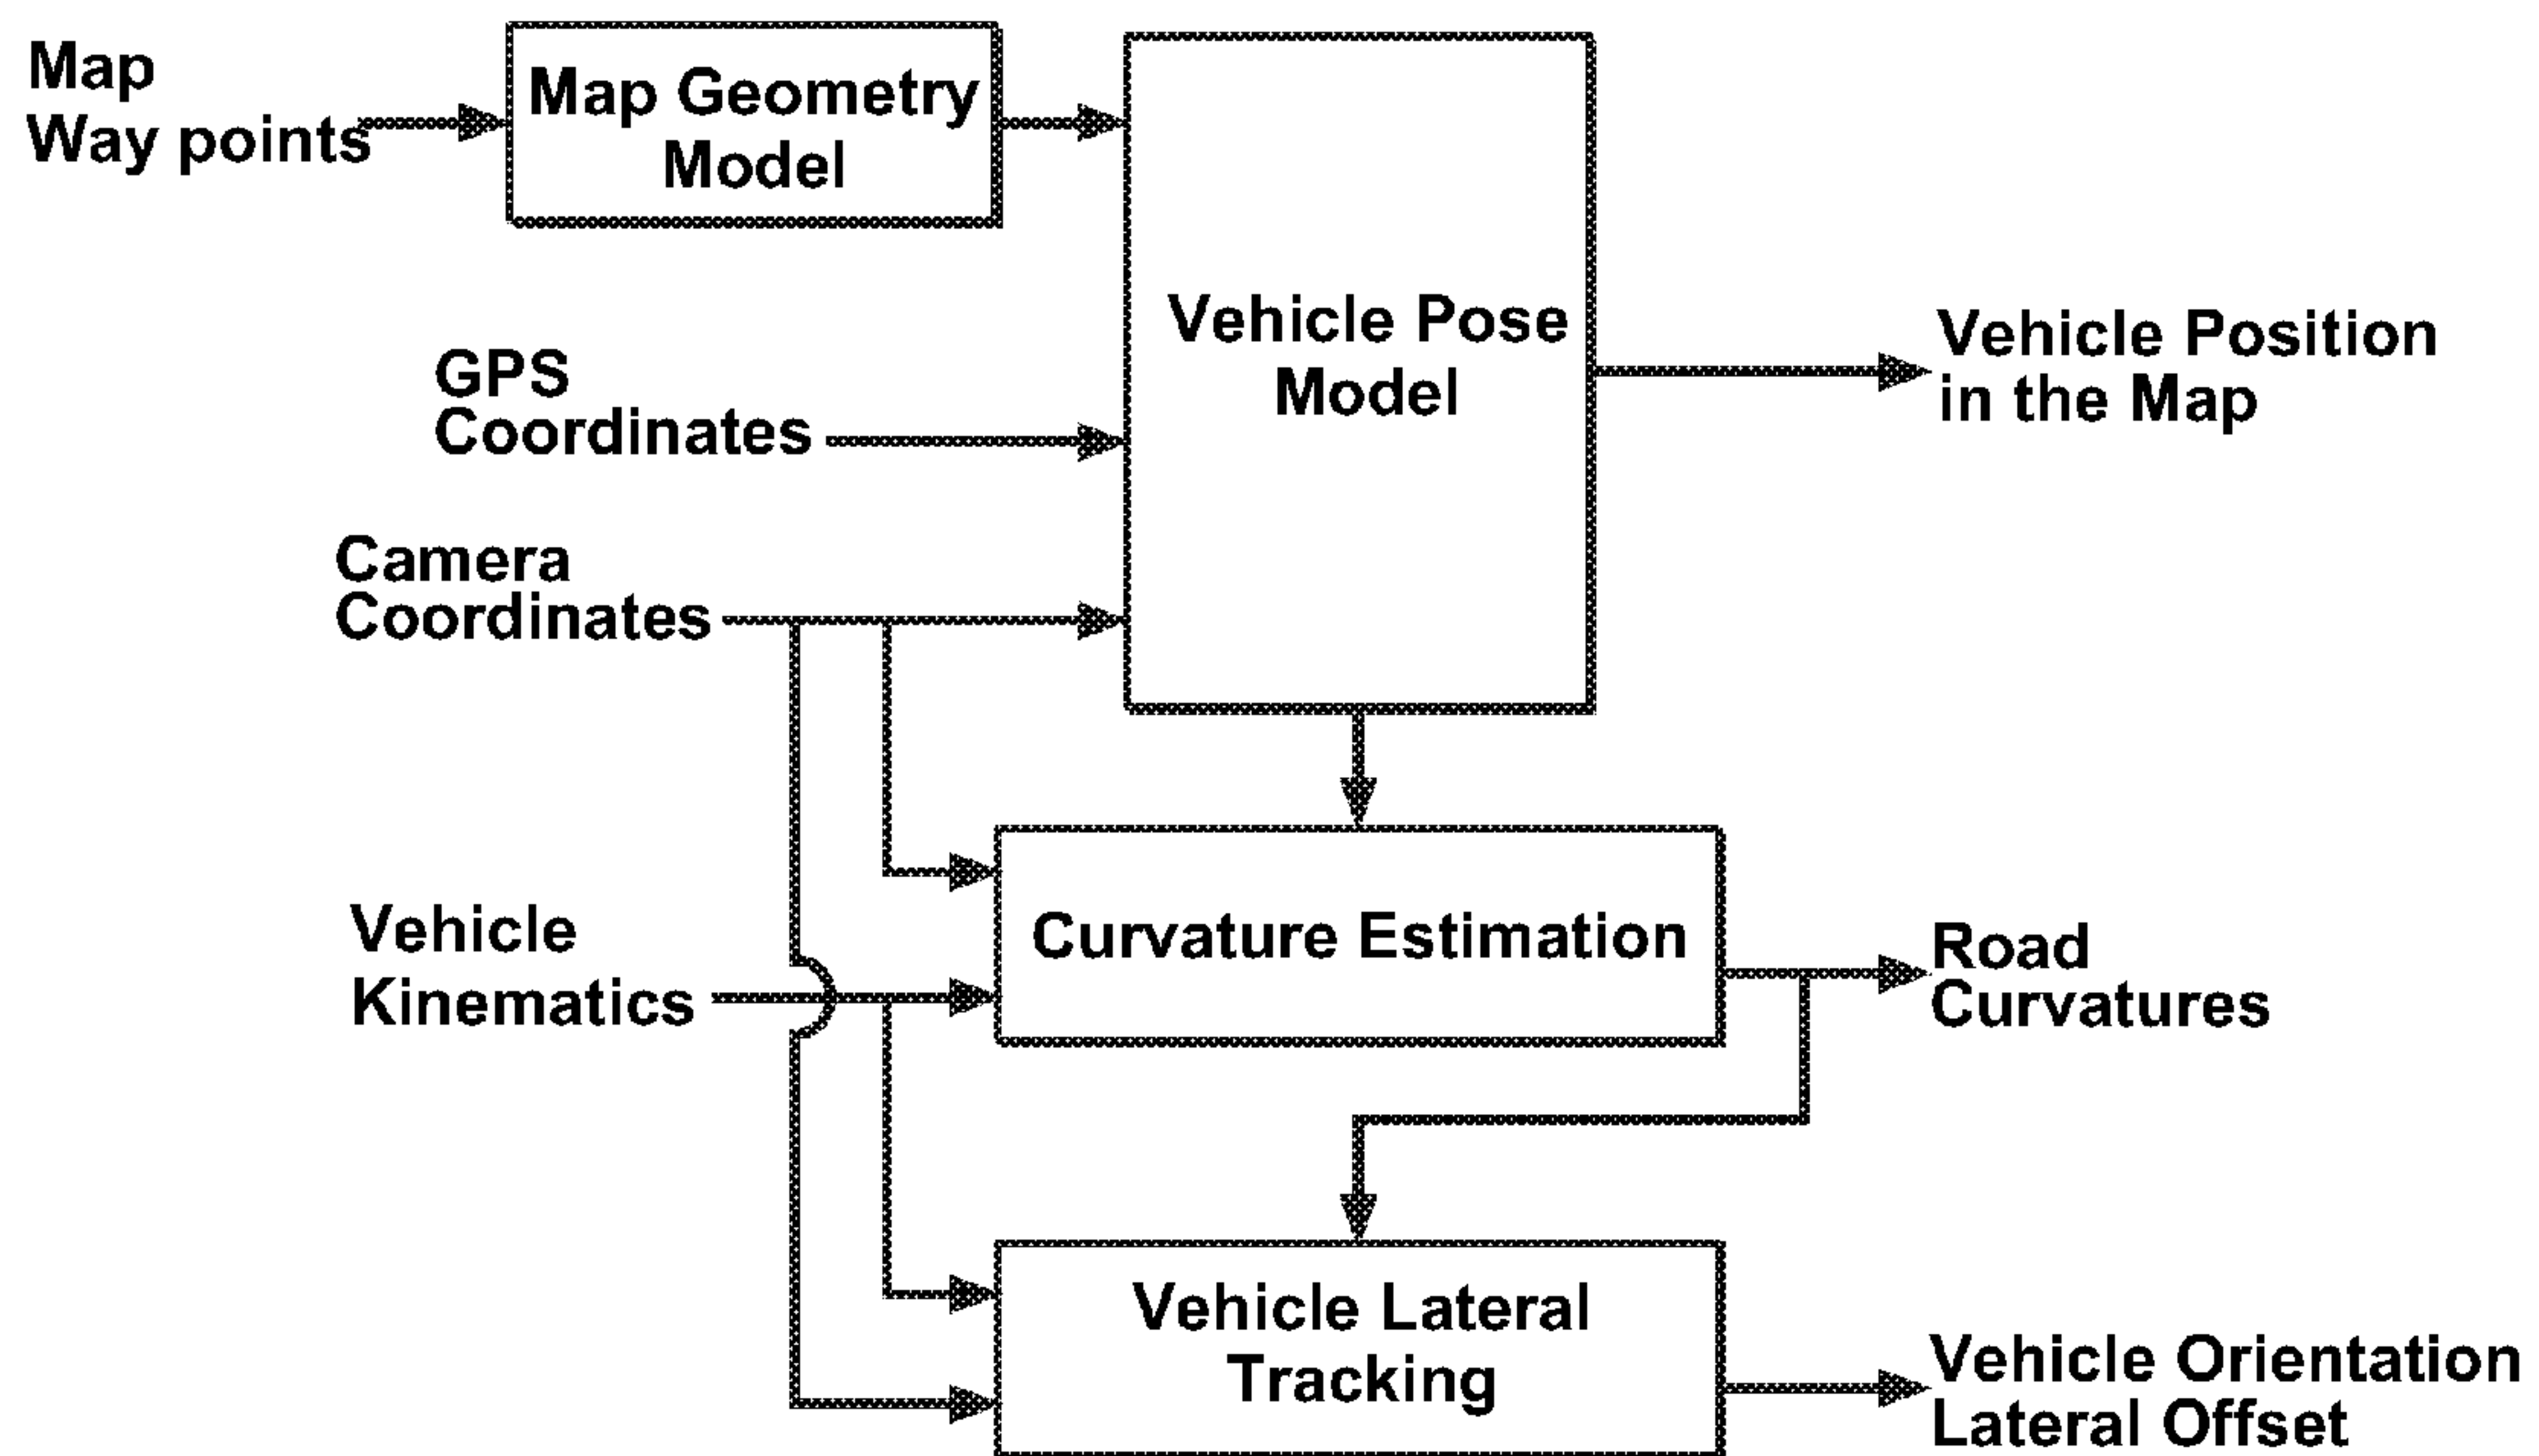 Map
Way points
Map Geometry
Model
Vehicle Pose
Model
GPS
Coordinates
Vehicle Position
in the Map
Camera
Coordinates
Vehicle
Kinematics
Curvature Estimation
Road
Curvatures
Vehicle Lateral
Tracking
Vehicle Orientation
Lateral Offset